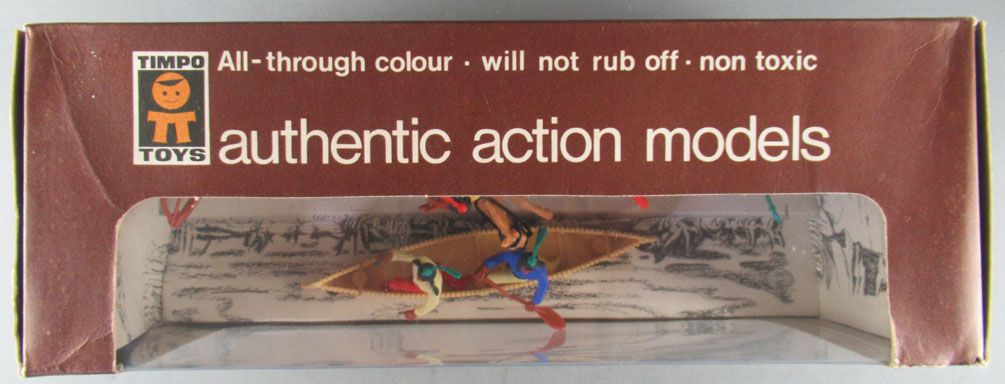 TIMPO
TOYS
All-through colour · will not rub off · non toxic
authentic action models